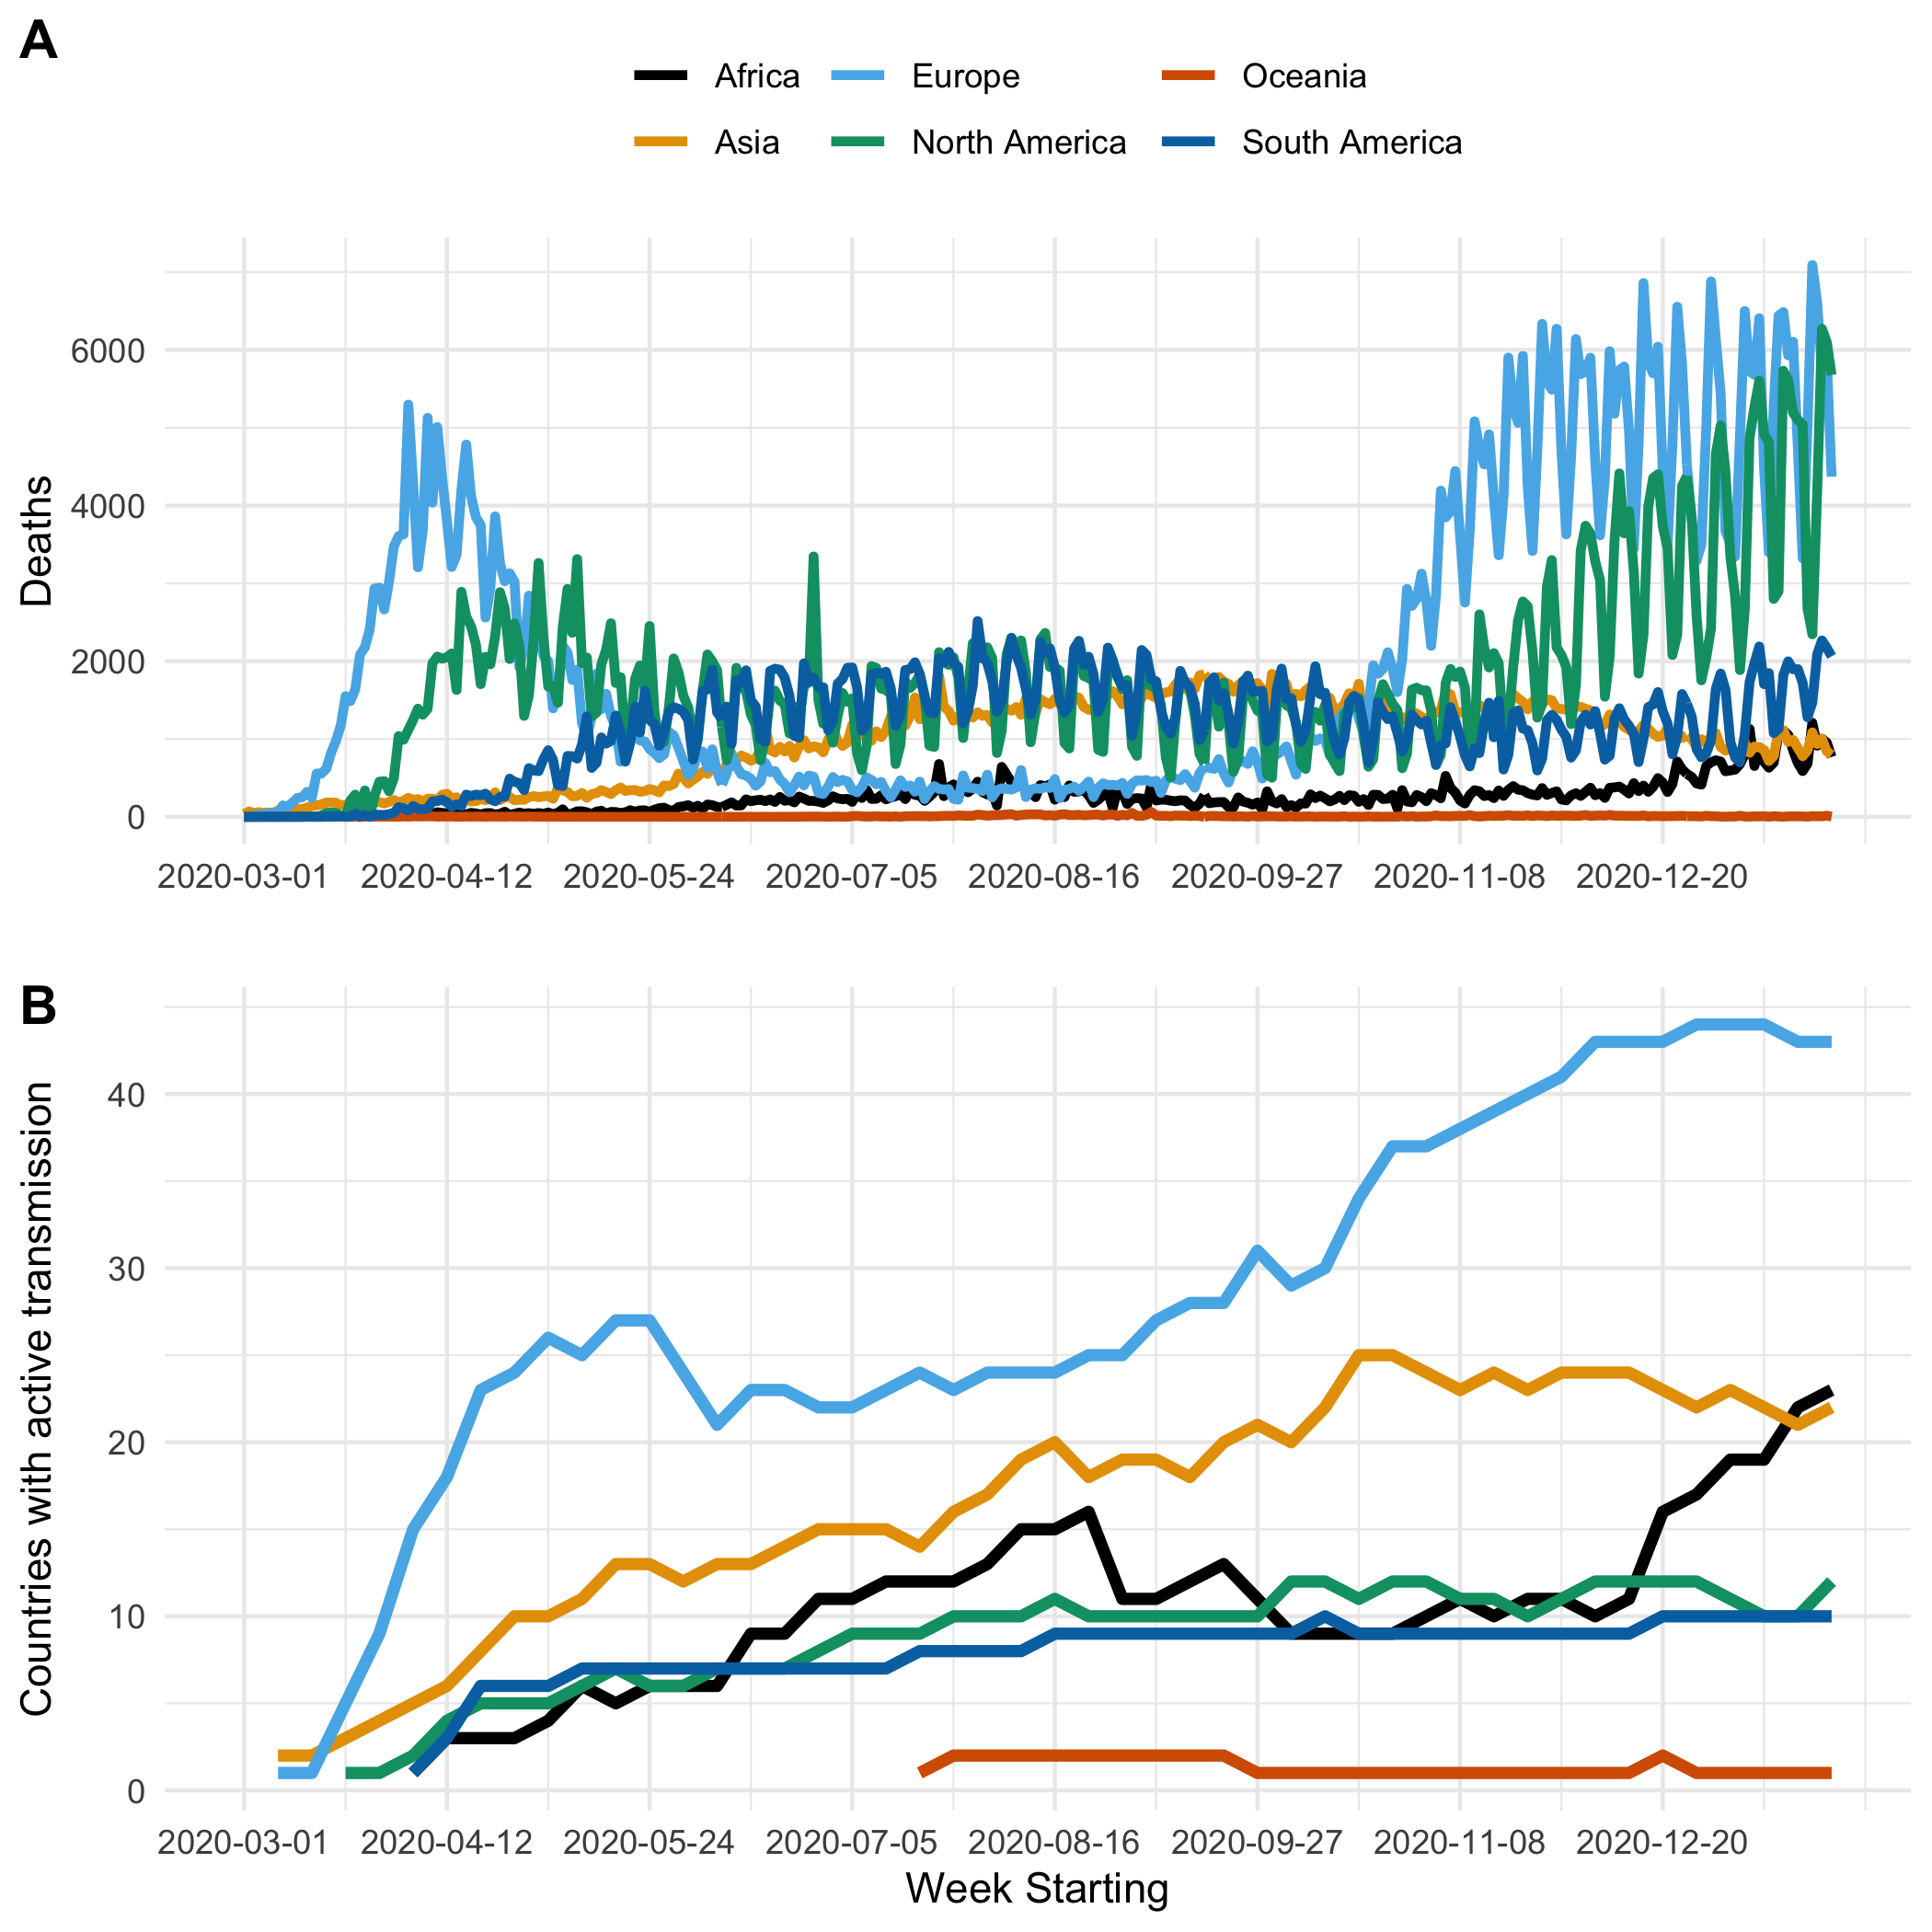 A
Africa Europe Oceania
Asia North America South America
Deaths
6000
4000
2000
0
2020-03-01 2020-04-12 2020-05-24 2020-07-05 2020-08-16 2020-09-27 2020-11-08 2020-12-20
B
Countries with active transmission
40
30
20
10
0
2020-03-01 2020-04-12 2020-05-24 2020-07-05 2020-08-16 2020-09-27 2020-11-08 2020-12-20
Week Starting